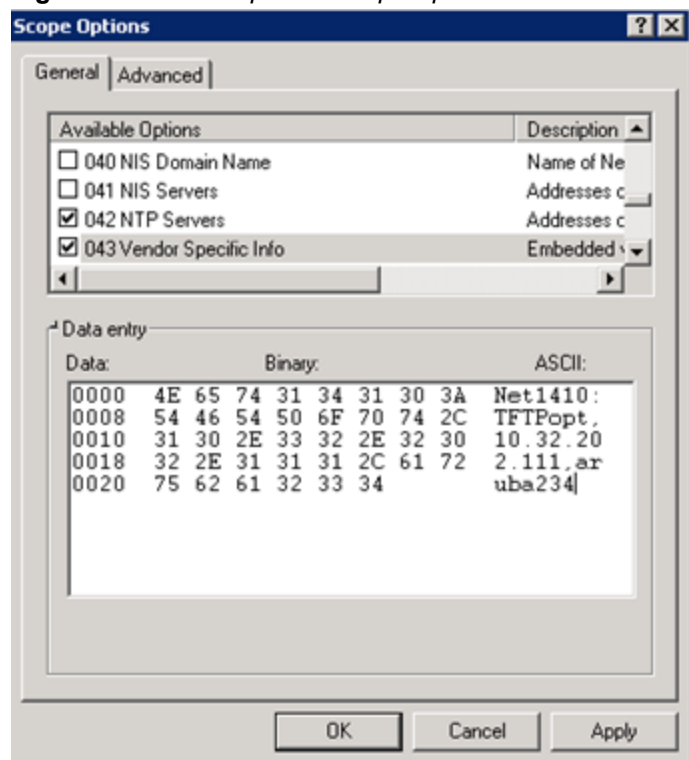 Scope Options
General Advanced
Available Options Description
040 NIS Domain Name Name of Ne
041 NIS Servers Addresses c
042 NTP Servers Addresses c
043 Vendor Specific Info Embedded
Data entry
Data: Binary: ASCII:
0000 4E 65 74 31 34 31 30 3A Net1410:
0008 54 46 54 50 6F 70 74 2C TFTPopt,
0010 31 30 2E 33 32 2E 32 30 10.32.20
0018 32 2E 31 31 31 2C 61 72 2.111,ar
0020 75 62 61 32 33 34 uba234
OK Cancel Apply